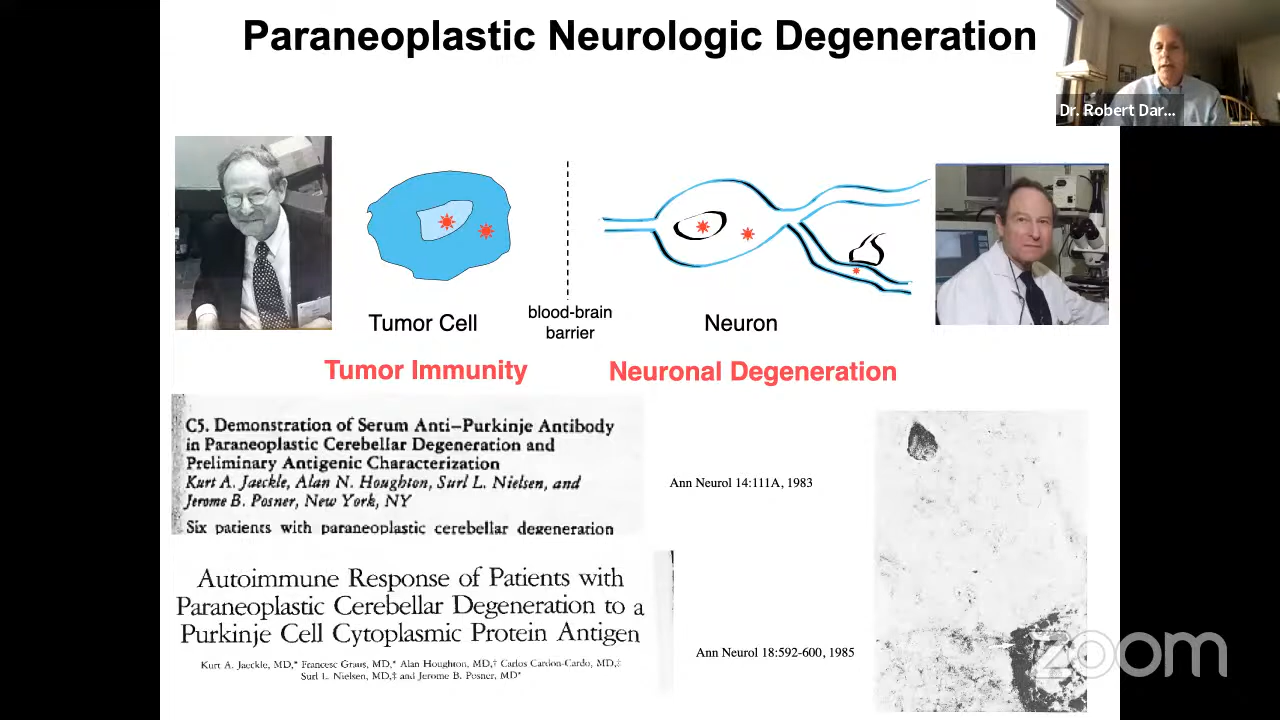 Paraneoplastic Neurologic Degeneration
Dr. Robert Dar...
Tumor Cell
blood-brain
barrier
Neuron
Tumor Immunity
Neuronal Degeneration
C5. Demonstration of Serum Anti–Purkinje Antibody
in Paraneoplastic Cerebellar Degeneration and
Preliminary Antigenic Characterization
Kurt A. Jaeckle, Alan N. Houghton, Surl L. Nielsen, and
Jerome B. Posner, New York, NY
Six patients with paraneoplastic cerebellar degeneration
Ann Neurol 14:111A, 1983
Autoimmune Response of Patients with
Paraneoplastic Cerebellar Degeneration to a
Purkinje Cell Cytoplasmic Protein Antigen
Kurt A. Jaeckle, MD,* Francesc Graus, MD,* Alan Houghton, MD,† Carlos Cardon-Cardo, MD,‡
Surl L. Nielsen, MD,‡ and Jerome B. Posner, MD*
Ann Neurol 18:592-600, 1985
zoom